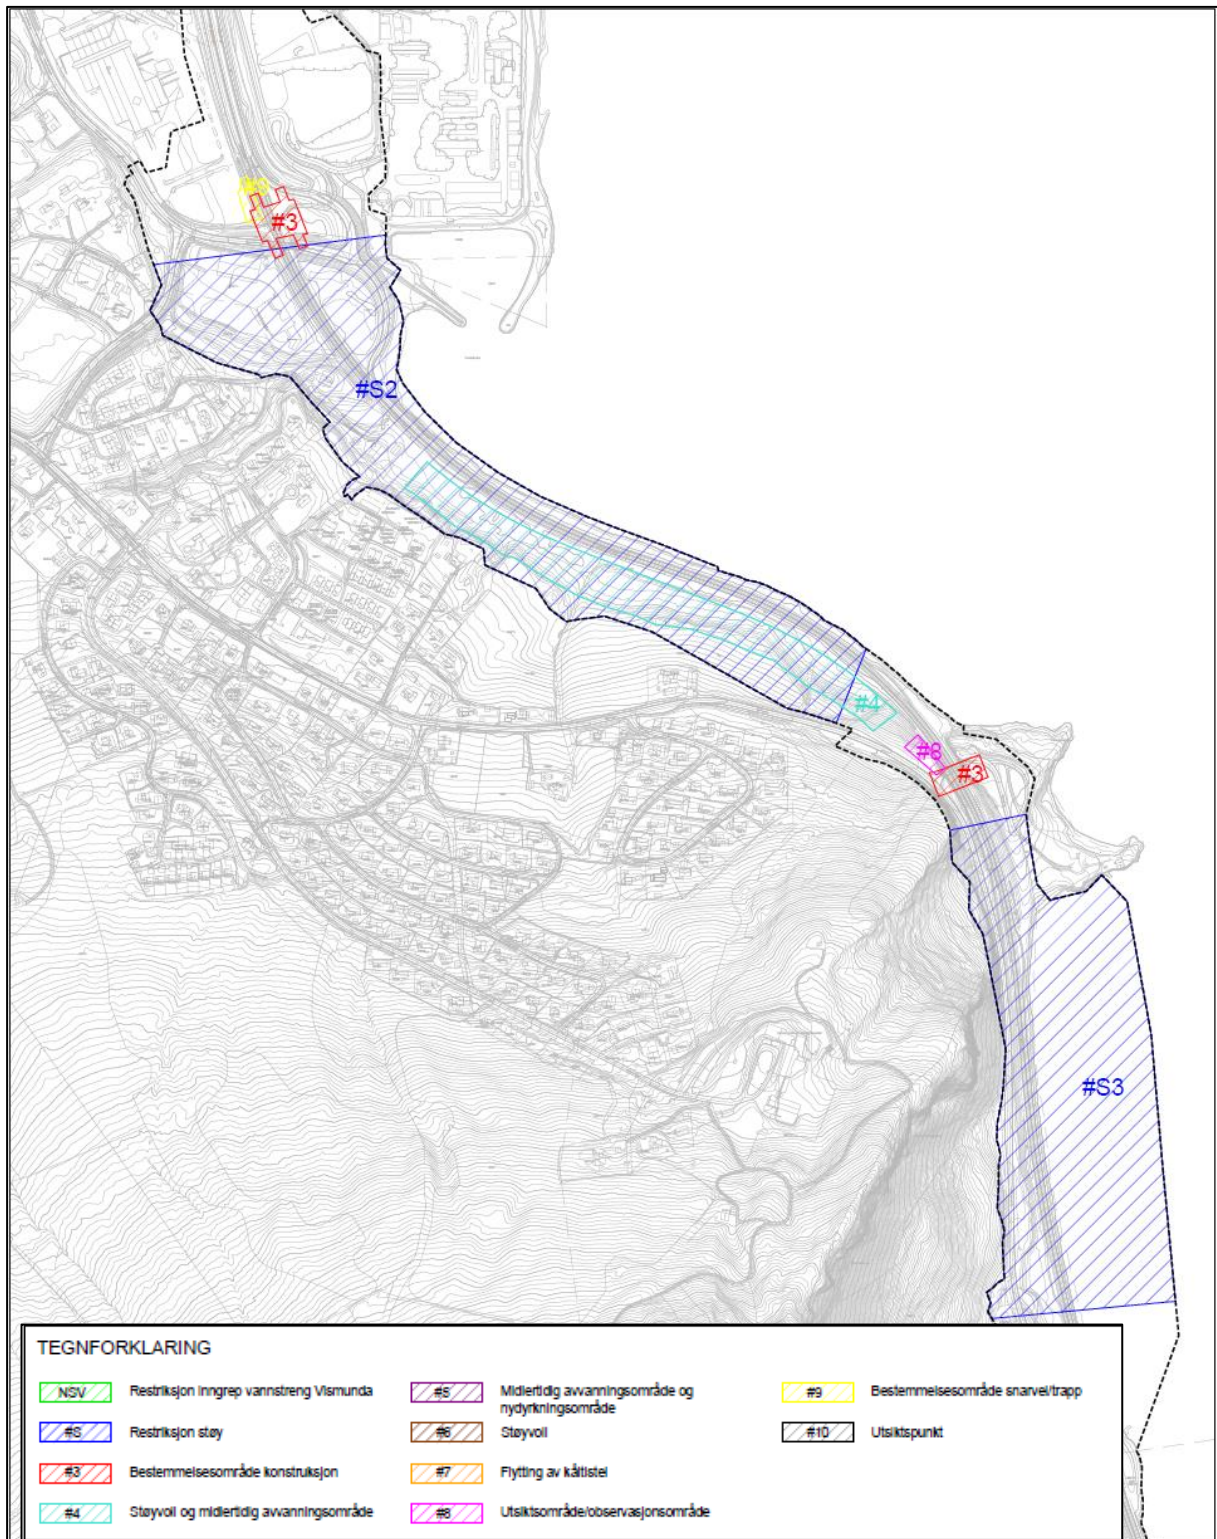 #9
#3
#S2
#4
#8
#3
#S3
TEGNFORKLARING
NSV Restriksjon inngrep vannstreng Vismunda
#S Restriksjon støy
#3 Bestemmelsesområde konstruksjon
#4 Støyvoll og midlertidig avvanningsområde
#5 Midlertidig avvanningsområde og
nydyrkningsområde
#6 Støyvoll
#7 Flytting av kåltistel
#8 Utsiktsområde/observasjonsområde
#9 Bestemmelsesområde snarvei/trapp
#10 Utsiktspunkt